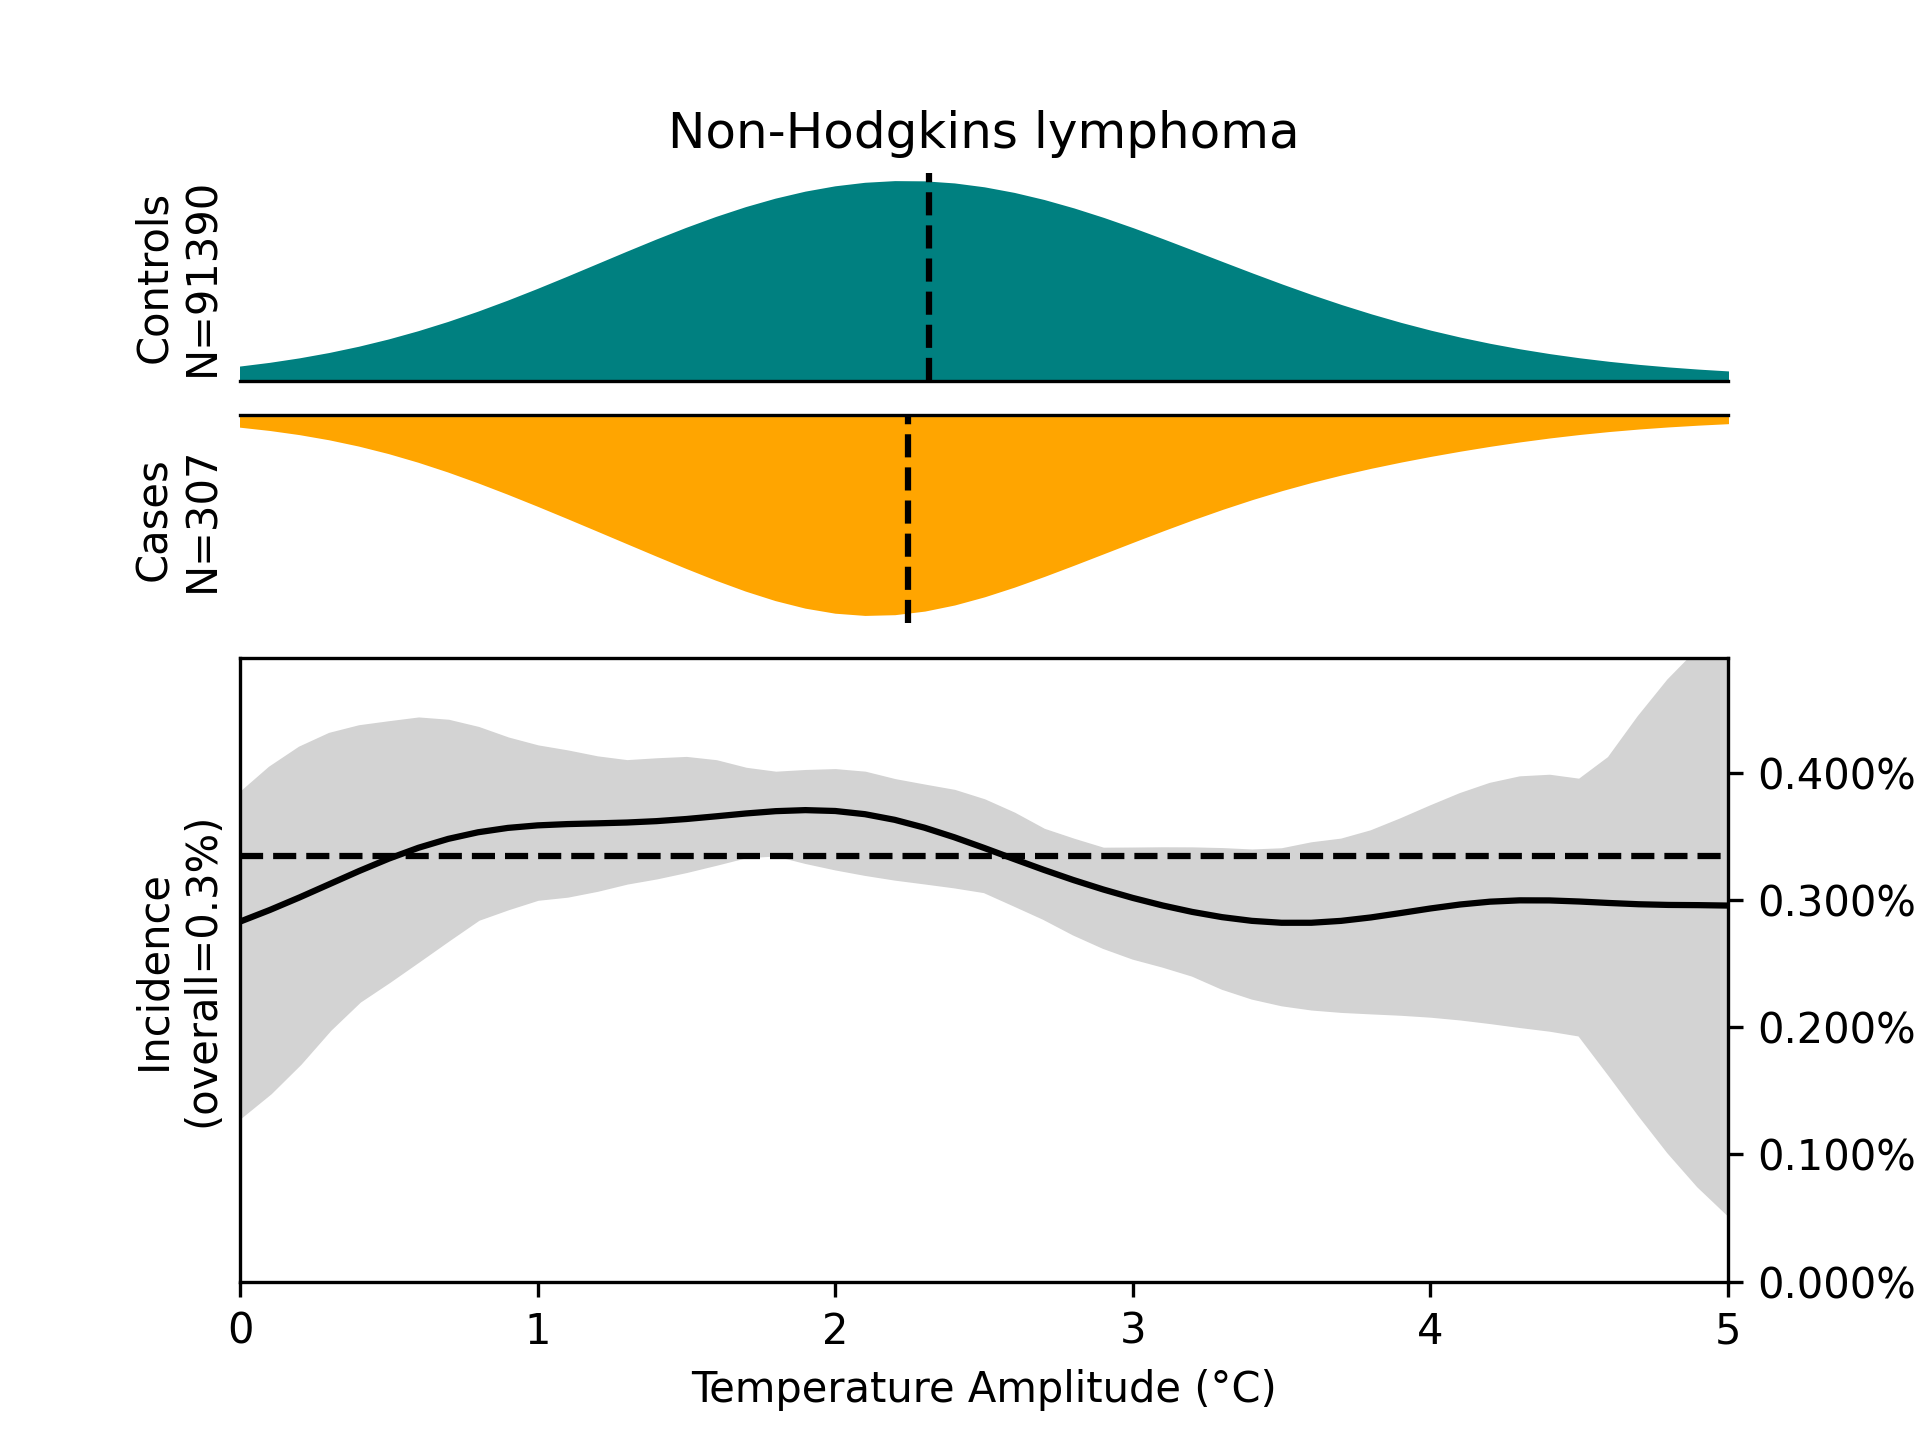 Non-Hodgkins lymphoma
Controls
N=91390
Cases
N=307
Incidence
(overall=0.3%)
0.400%
0.300%
0.200%
0.100%
0.000%
0 1 2 3 4 5
Temperature Amplitude (°C)